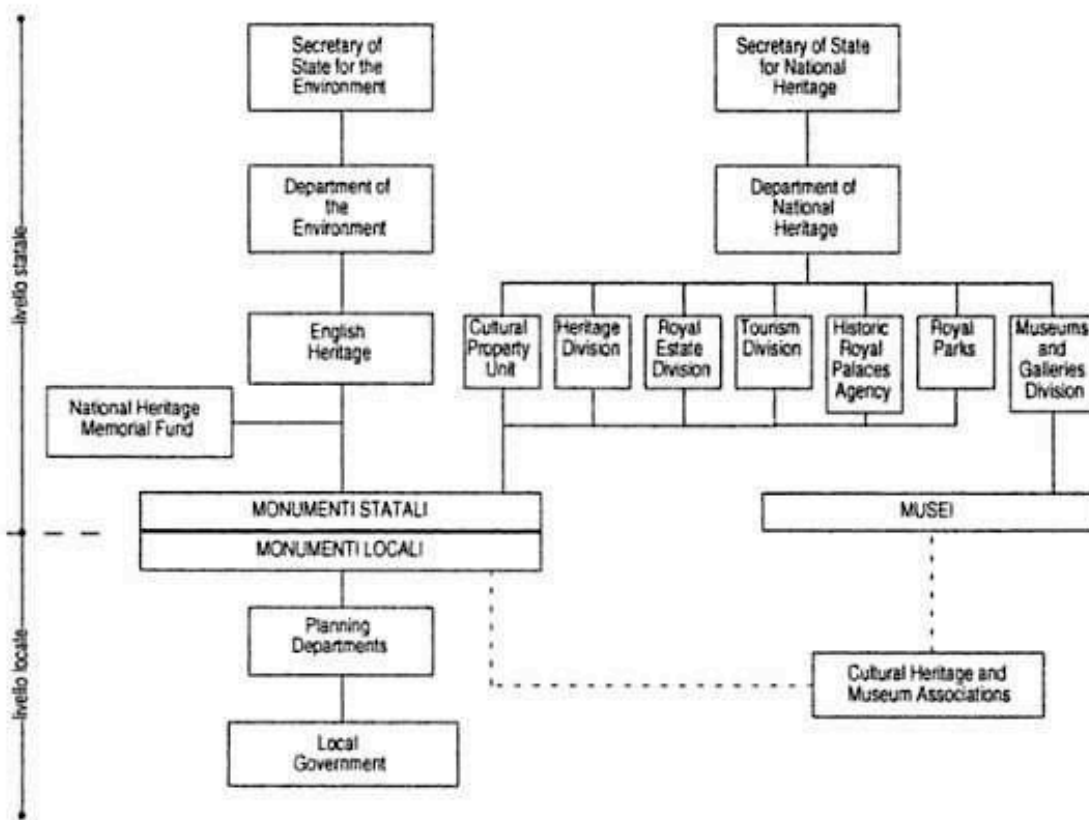 Secretary of
State for the
Environment
Secretary of State
for National
Heritage
Department of
the
Environment
Department of
National
Heritage
livello statale
English
Heritage
Cultural
Property
Unit
Heritage
Division
Royal
Estate
Division
Tourism
Division
Historic
Royal
Palaces
Agency
Royal
Parks
Museums
and
Galleries
Division
National Heritage
Memorial Fund
MONUMENTI STATALI
MUSEI
MONUMENTI LOCALI
livello locale
Planning
Departments
Cultural Heritage and
Museum Associations
Local
Government